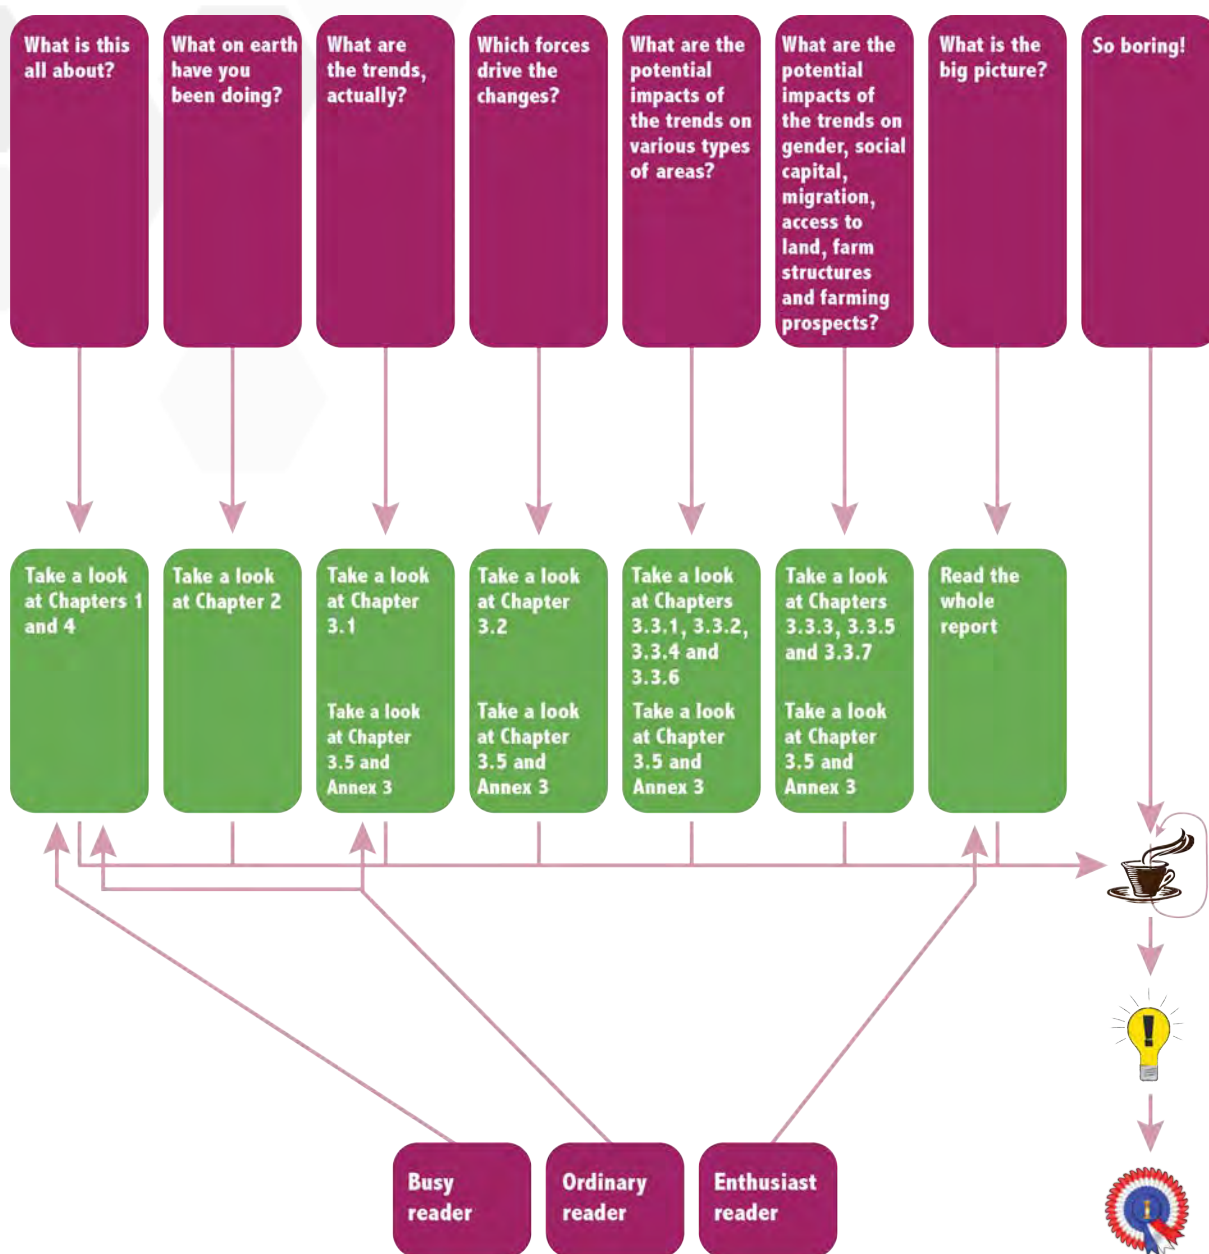 What is this
all about?
What on earth
have you
been doing?
What are
the trends,
actually?
Which forces
drive the
changes?
What are the
potential
impacts of
the trends on
various types
of areas?
What are the
potential
impacts of
the trends on
gender, social
capital,
migration,
access to
land, farm
structures
and farming
prospects?
What is the
big picture?
So boring!
Take a look
at Chapters 1
and 4
Take a look
at Chapter 2
Take a look
at Chapter
3.1
Take a look
at Chapter
3.5 and
Annex 3
Take a look
at Chapter
3.2
Take a look
at Chapter
3.5 and
Annex 3
Take a look
at Chapters
3.3.1, 3.3.2,
3.3.4 and
3.3.6
Take a look
at Chapter
3.5 and
Annex 3
Take a look
at Chapters
3.3.3, 3.3.5
and 3.3.7
Take a look
at Chapter
3.5 and
Annex 3
Read the
whole
report
!
Busy
reader
Ordinary
reader
Enthusiast
reader
1